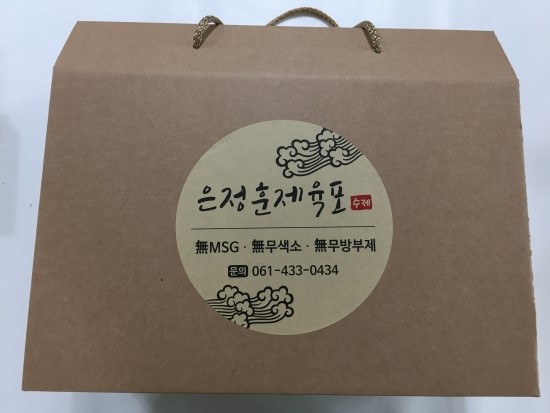 은정훈제육포 수제
無MSG · 無무색소 · 無무방부제
문의 061-433-0434